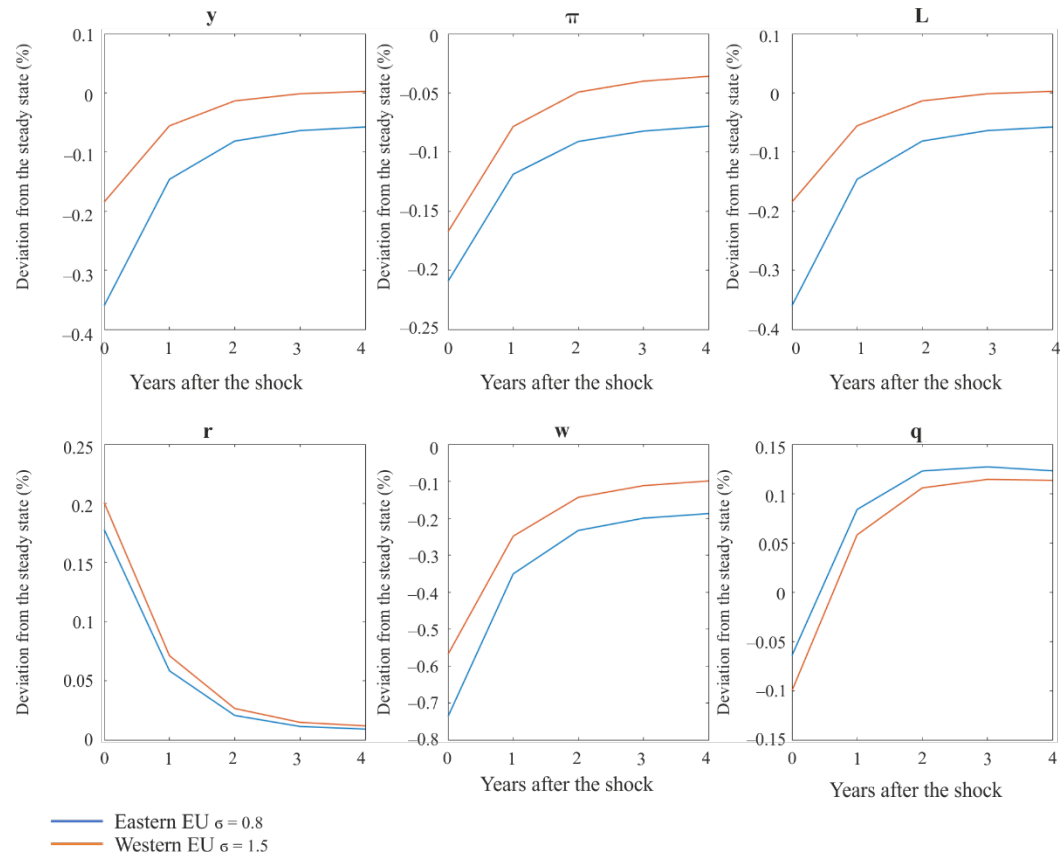 y
Deviation from the steady state (%)
0.1
0
–0.1
–0.2
–0.3
–0.4
0 1 2 3 4
Years after the shock
π
Deviation from the steady state (%)
0
–0.05
–0.1
–0.15
–0.2
–0.25
0 1 2 3 4
Years after the shock
L
Deviation from the steady state (%)
0.1
0
–0.1
–0.2
–0.3
–0.4
0 1 2 3 4
Years after the shock
r
Deviation from the steady state (%)
0.25
0.2
0.15
0.1
0.05
0
0 1 2 3 4
w
Deviation from the steady state (%)
0
–0.1
–0.2
–0.3
–0.4
–0.5
–0.6
–0.7
–0.8
0 1 2 3 4
Years after the shock
q
Deviation from the steady state (%)
0.15
0.1
0.05
0
–0.05
–0.1
–0.15
0 1 2 3 4
Years after the shock
Eastern EU σ = 0.8
Western EU σ = 1.5